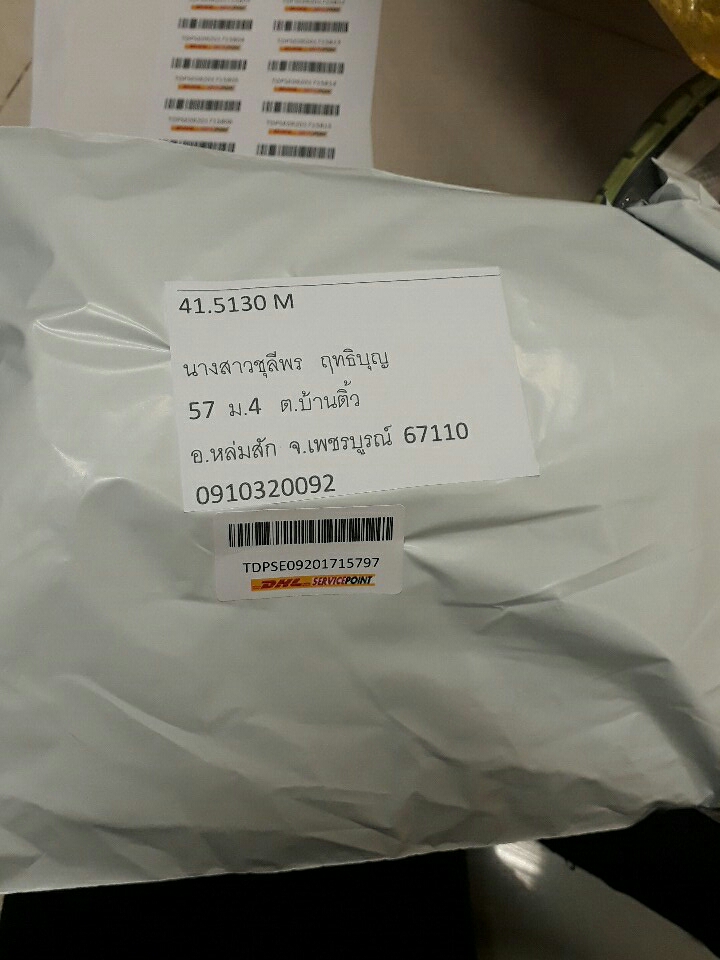 41.5130 M
นางสาวชุลีพร ฤทธิบุญ
57 ม.4 ต.บ้านติ้ว
อ.หล่มสัก จ.เพชรบูรณ์ 67110
0910320092
TDPSE09201715797
DHL SERVICEPOINT